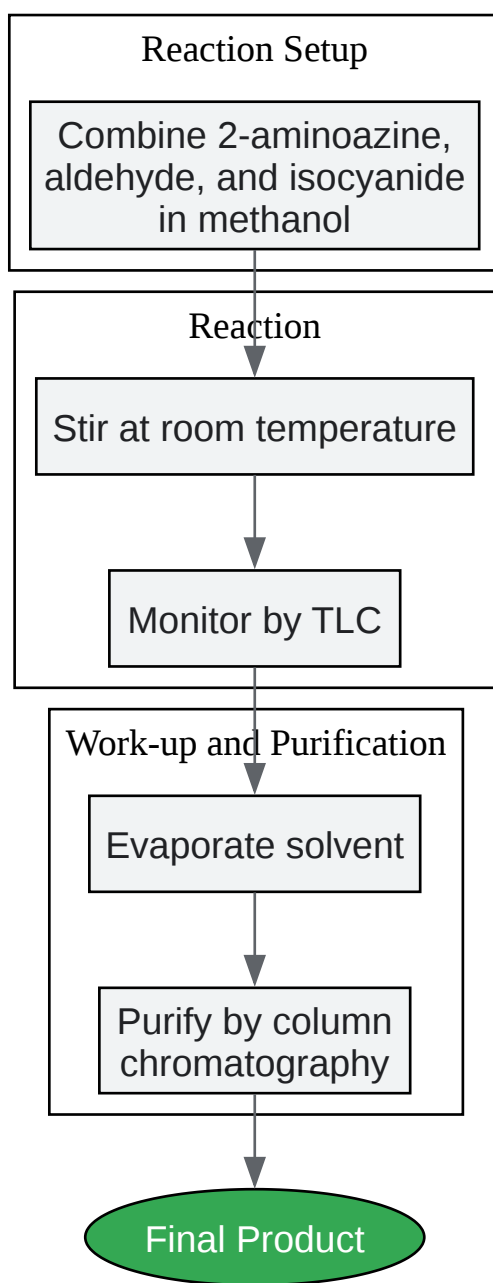 Reaction Setup
Combine 2-aminoazine,
aldehyde, and isocyanide
in methanol
Reaction
Stir at room temperature
Monitor by TLC
Work-up and Purification
Evaporate solvent
Purify by column
chromatography
Final Product